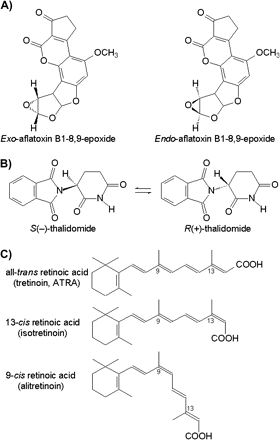 A)
O
O
O
O
OCH₃
OCH₃
O
O
H
H
O
O
H
O
O
H
O
O
Exo-aflatoxin B1-8,9-epoxide
Endo-aflatoxin B1-8,9-epoxide
B)
O
O
N
O
N
O
O
N
H
O
O
N
H
O
S(–)-thalidomide
R(+)-thalidomide
C)
all-trans retinoic acid
(tretinoin, ATRA)
9
13
COOH
13-cis retinoic acid
(isotretinoin)
9
13
COOH
9-cis retinoic acid
(alitretinoin)
9
13
COOH